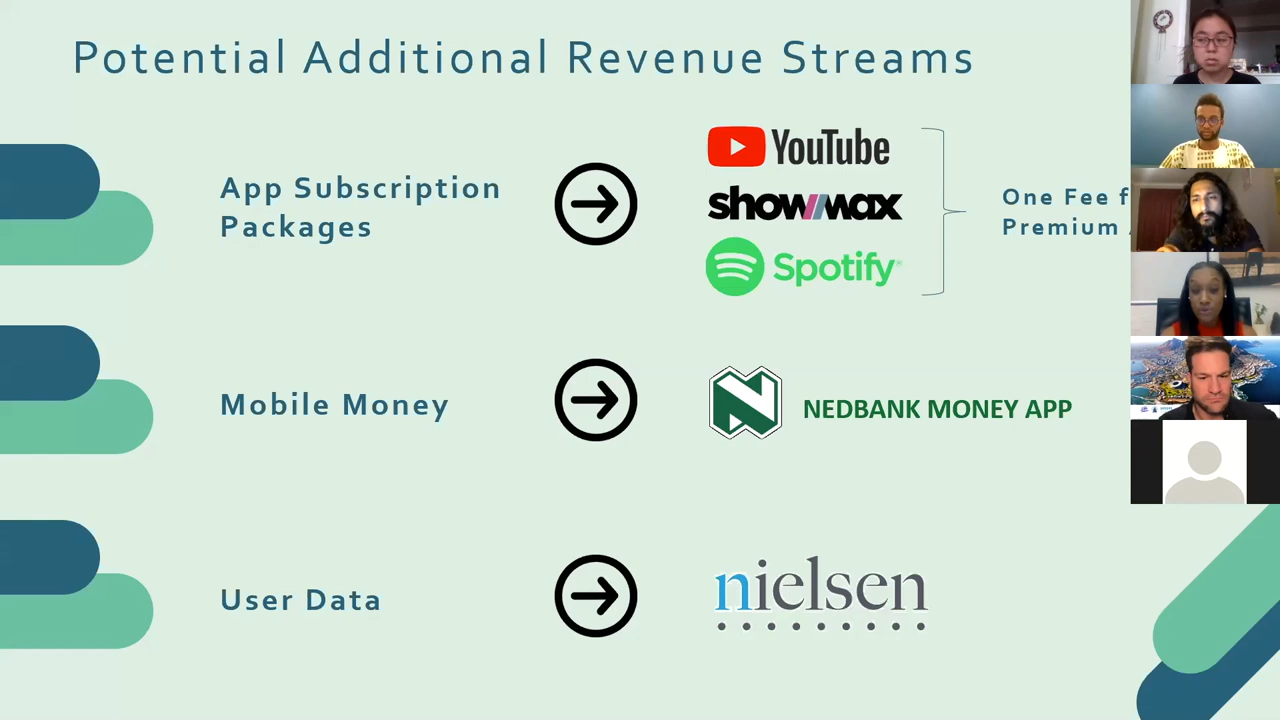 Potential Additional Revenue Streams
App Subscription
Packages
YouTube
showmax
Spotify
One Fee f
Premium
Mobile Money
NEDBANK MONEY APP
User Data
nielsen